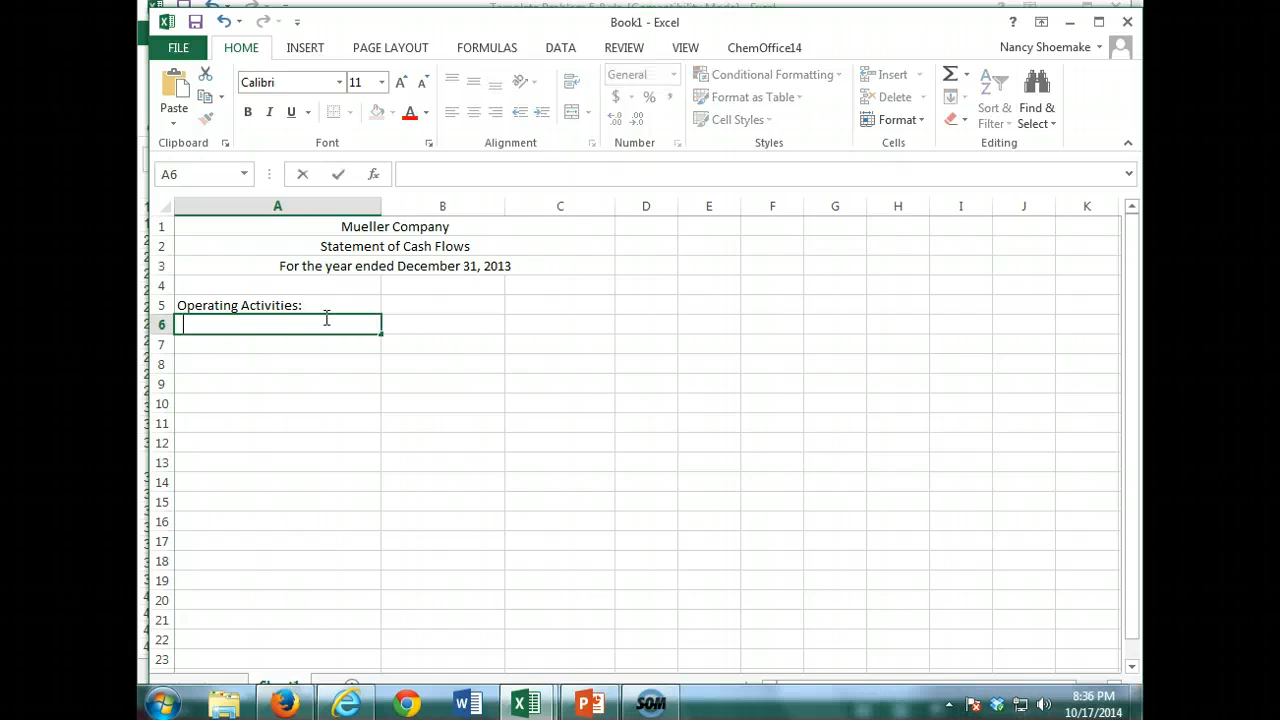 Book1 - Excel
FILE HOME INSERT PAGE LAYOUT FORMULAS DATA REVIEW VIEW ChemOffice14 Nancy Shoemake
Calibri 11 General
Paste
Conditional Formatting
Format as Table
Cell Styles
Insert
Delete
Format
Sort & Filter
Find & Select
Clipboard Font Alignment Number Styles Cells Editing
A6
A B C D E F G H I J K
1 Mueller Company
2 Statement of Cash Flows
3 For the year ended December 31, 2013
4
5 Operating Activities:
6
7
8
9
10
11
12
13
14
15
16
17
18
19
20
21
22
23
Sheet1
SOM
8:36 PM
10/17/2014